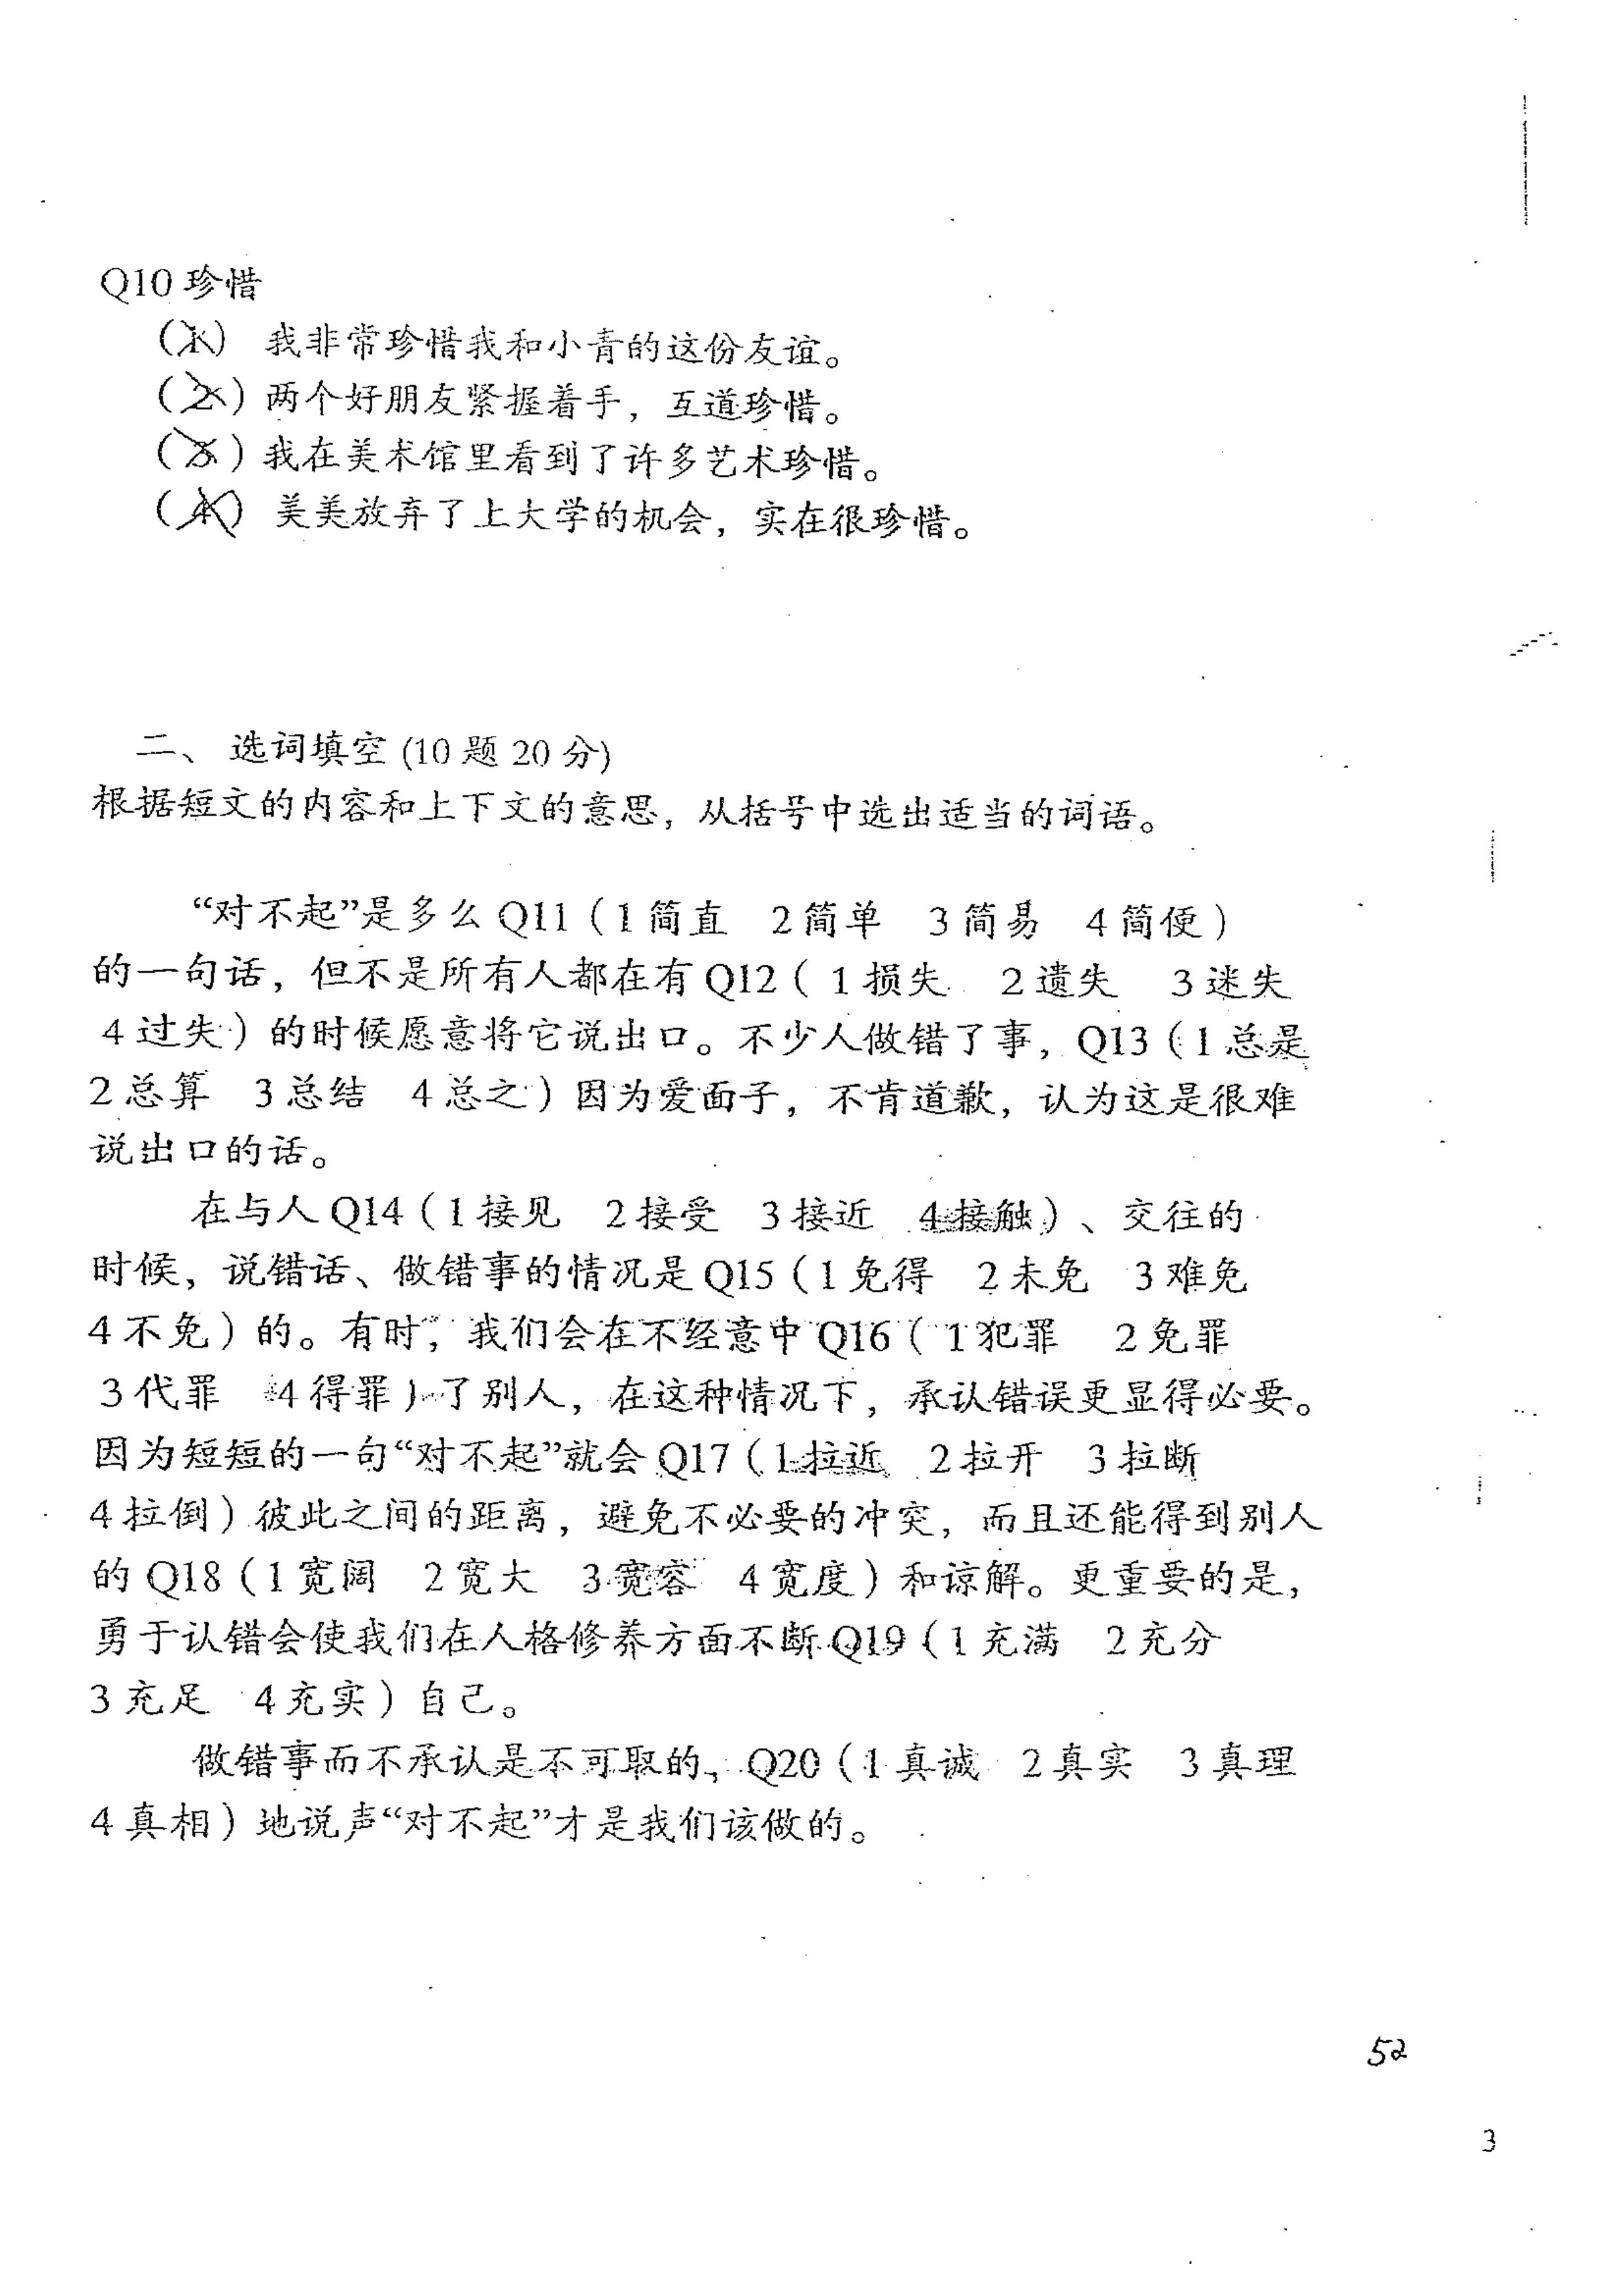 Q10 珍惜
(1) 我非常珍惜我和小青的这份友谊。
(2) 两个好朋友紧握着手，互道珍惜。
(3) 我在美术馆里看到了许多艺术珍惜。
(4) 美美放弃了上大学的机会，实在很珍惜。
二、 选词填空 (10 题 20 分)
根据短文的内容和上下文的意思，从括号中选出适当的词语。
“对不起”是多么 Q11（1 简直 2 简单 3 简易 4 简便）
的一句话，但不是所有人都在有 Q12（1 损失 2 遗失 3 迷失
4 过失）的时候愿意将它说出口。不少人做错了事，Q13（1 总是
2 总算 3 总结 4 总之）因为爱面子，不肯道歉，认为这是很难
说出口的话。
在与人 Q14（1 接见 2 接受 3 接近 4 接触）、交往的
时候，说错话、做错事的情况是 Q15（1 免得 2 未免 3 难免
4 不免）的。有时，我们会在不经意中 Q16（1 犯罪 2 免罪
3 代罪 4 得罪）了别人，在这种情况下，承认错误更显得必要。
因为短短的一句“对不起”就会 Q17（1 拉近 2 拉开 3 拉断
4 拉倒）彼此之间的距离，避免不必要的冲突，而且还能得到别人
的 Q18（1 宽阔 2 宽大 3 宽容 4 宽度）和谅解。更重要的是，
勇于认错会使我们在人格修养方面不断 Q19（1 充满 2 充分
3 充足 4 充实）自己。
做错事而不承认是不可取的，Q20（1 真诚 2 真实 3 真理
4 真相）地说声“对不起”才是我们该做的。
52
3